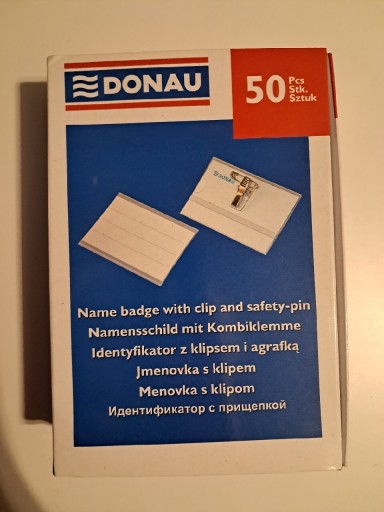 DONAU
50 Pcs
Stk.
Sztuk
DONAU
Name badge with clip and safety-pin
Namensschild mit Kombiklemme
Identyfikator z klipsem i agrafką
Jmenovka s klipem
Menovka s klipom
Идентификатор с прищепкой